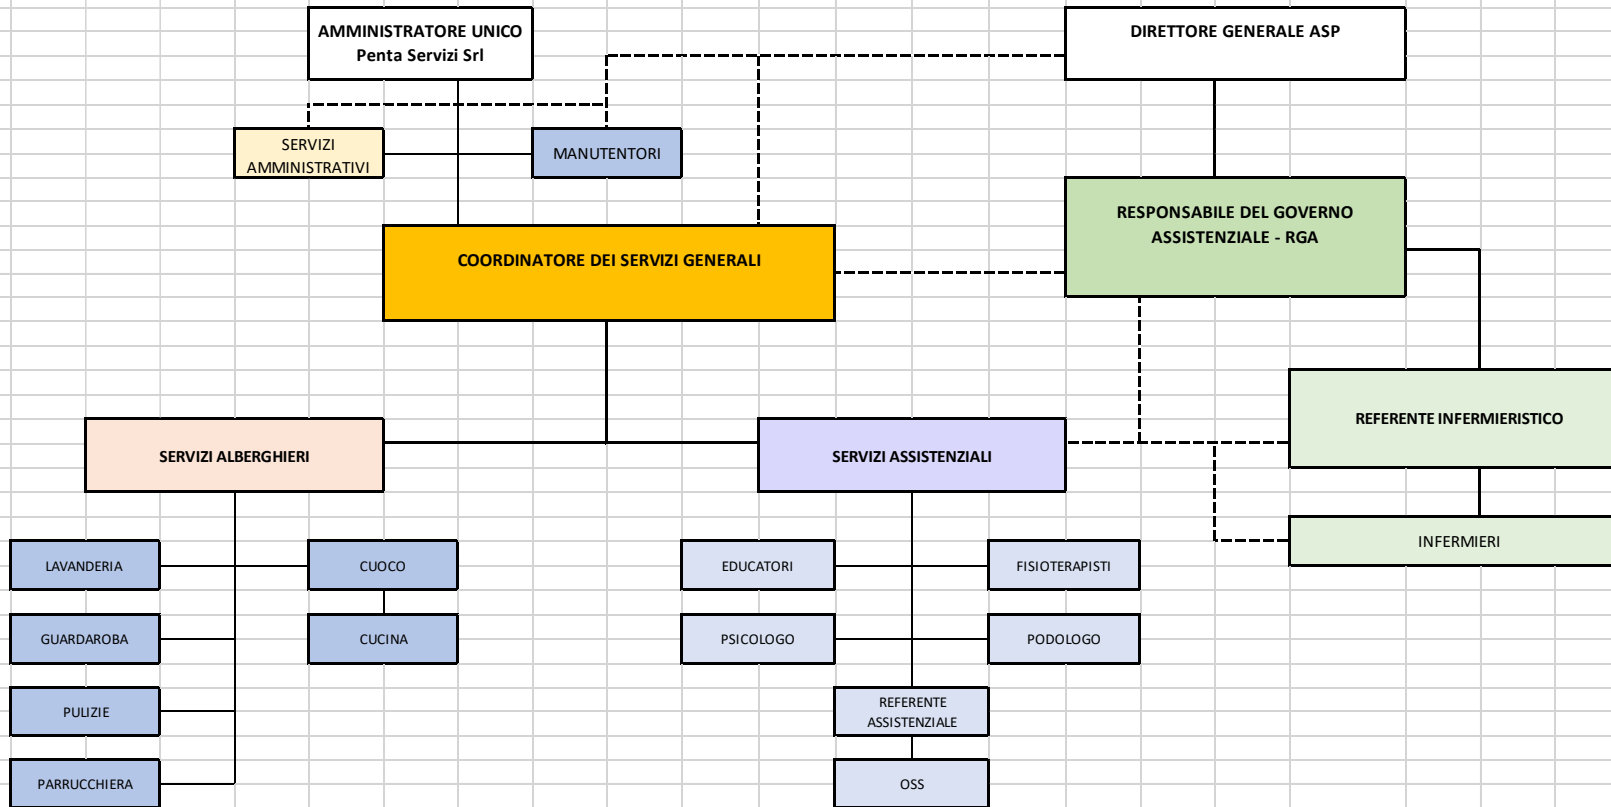 AMMINISTRATORE UNICO
Penta Servizi Srl
DIRETTORE GENERALE ASP
SERVIZI
AMMINISTRATIVI
MANUTENTORI
RESPONSABILE DEL GOVERNO
ASSISTENZIALE - RGA
COORDINATORE DEI SERVIZI GENERALI
REFERENTE INFERMIERISTICO
SERVIZI ALBERGHIERI
SERVIZI ASSISTENZIALI
INFERMIERI
LAVANDERIA
CUOCO
EDUCATORI
FISIOTERAPISTI
GUARDAROBA
CUCINA
PSICOLOGO
PODOLOGO
PULIZIE
REFERENTE
ASSISTENZIALE
PARRUCCHIERA
OSS